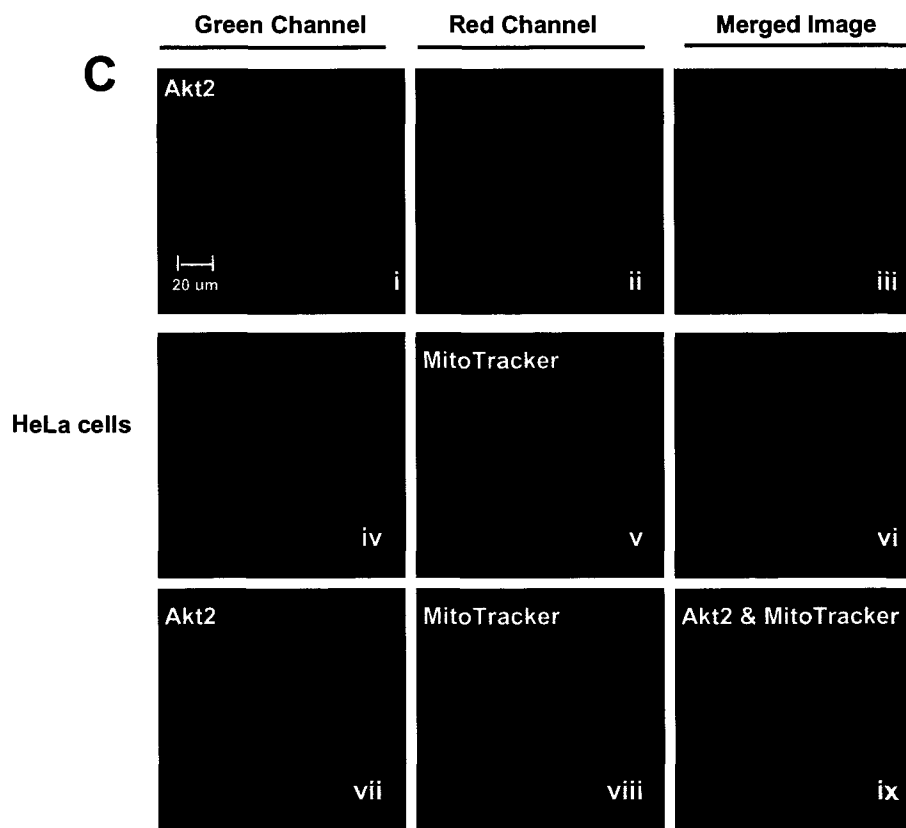 Green Channel Red Channel Merged Image
C
Akt2
20 um
i ii iii
MitoTracker
HeLa cells
iv v vi
Akt2 MitoTracker Akt2 & MitoTracker
vii viii ix